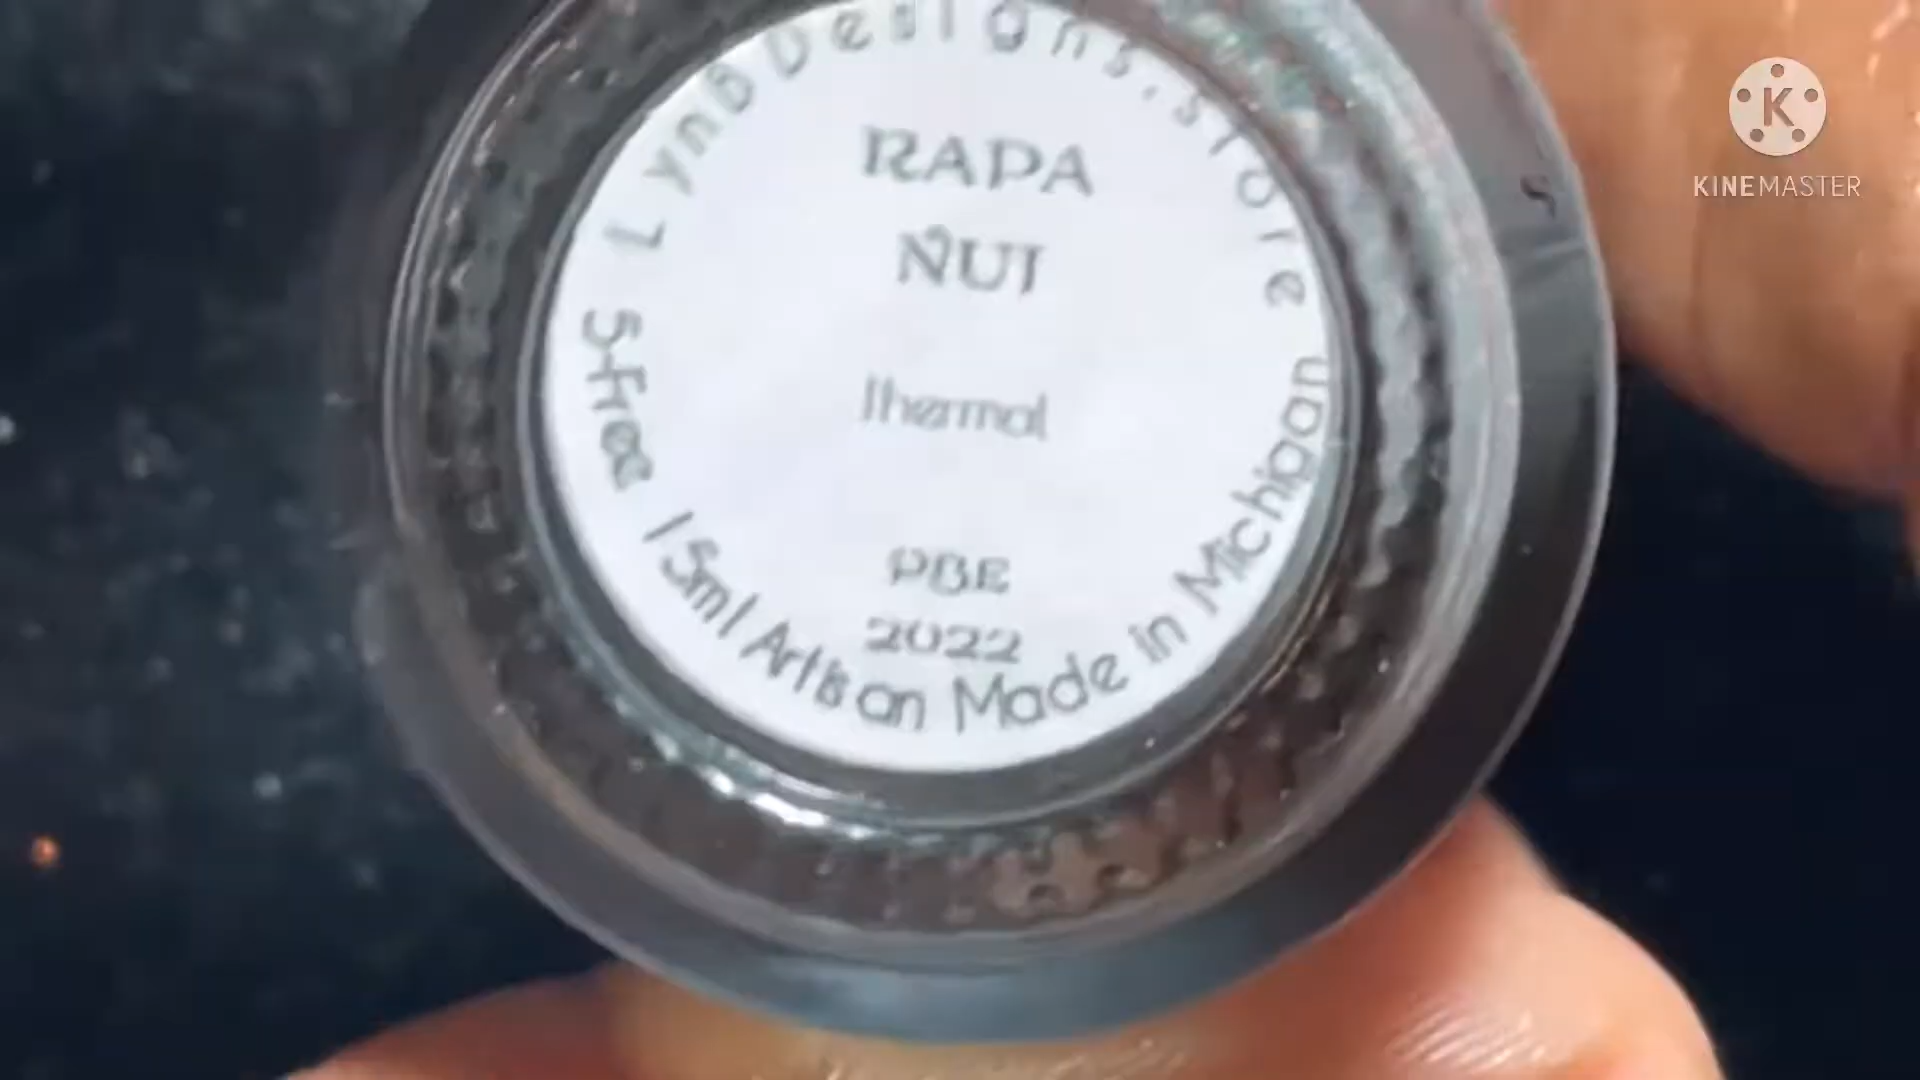 LynBDesigns.store
RAPA
NUI
Thermal
PBE
2022
5-Free 15ml Artisan Made in Michigan
K
KINEMASTER